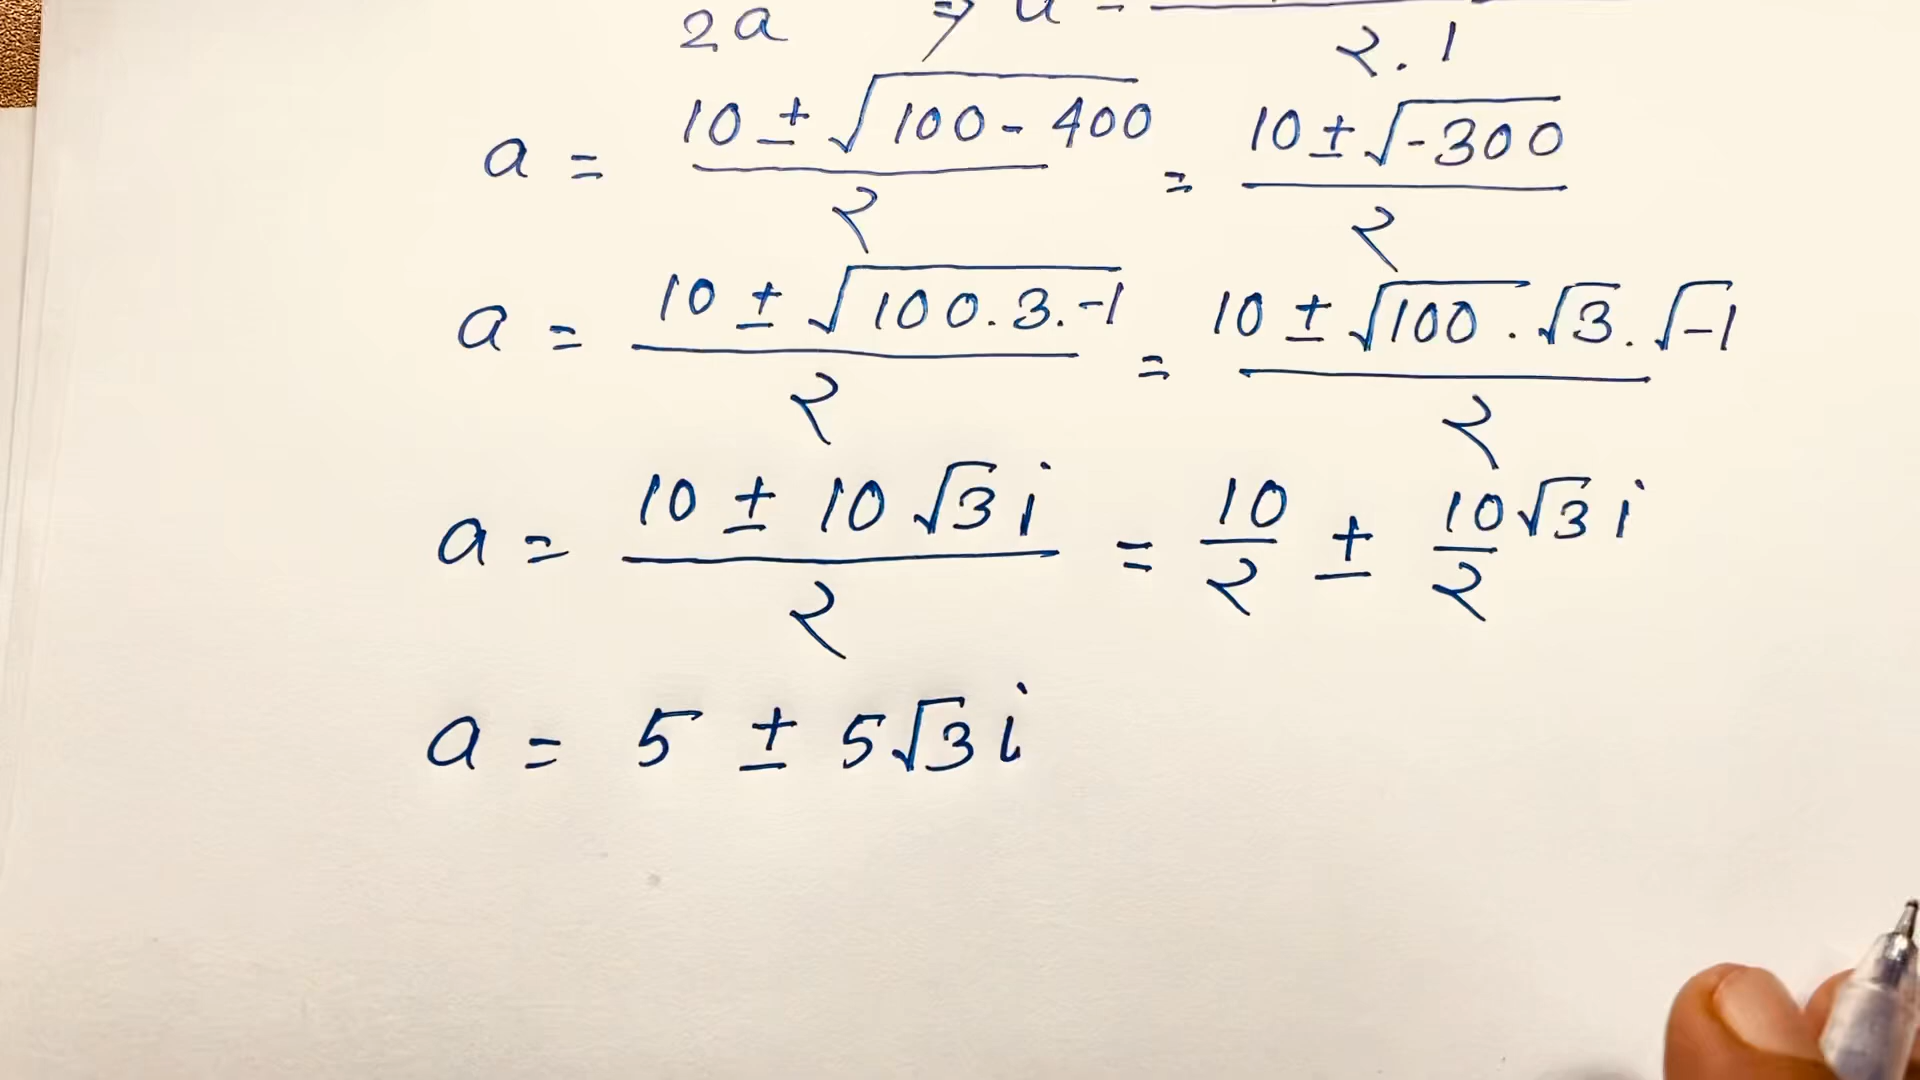 2a ⇒ a = 2.1
a = (10 ± √(100 - 400))/2 = (10 ± √(-300))/2
a = (10 ± √(100.3.-1))/2 = (10 ± √100 . √3 . √-1)/2
a = (10 ± 10√3 i)/2 = 10/2 ± 10/2 √3 i
a = 5 ± 5√3 i